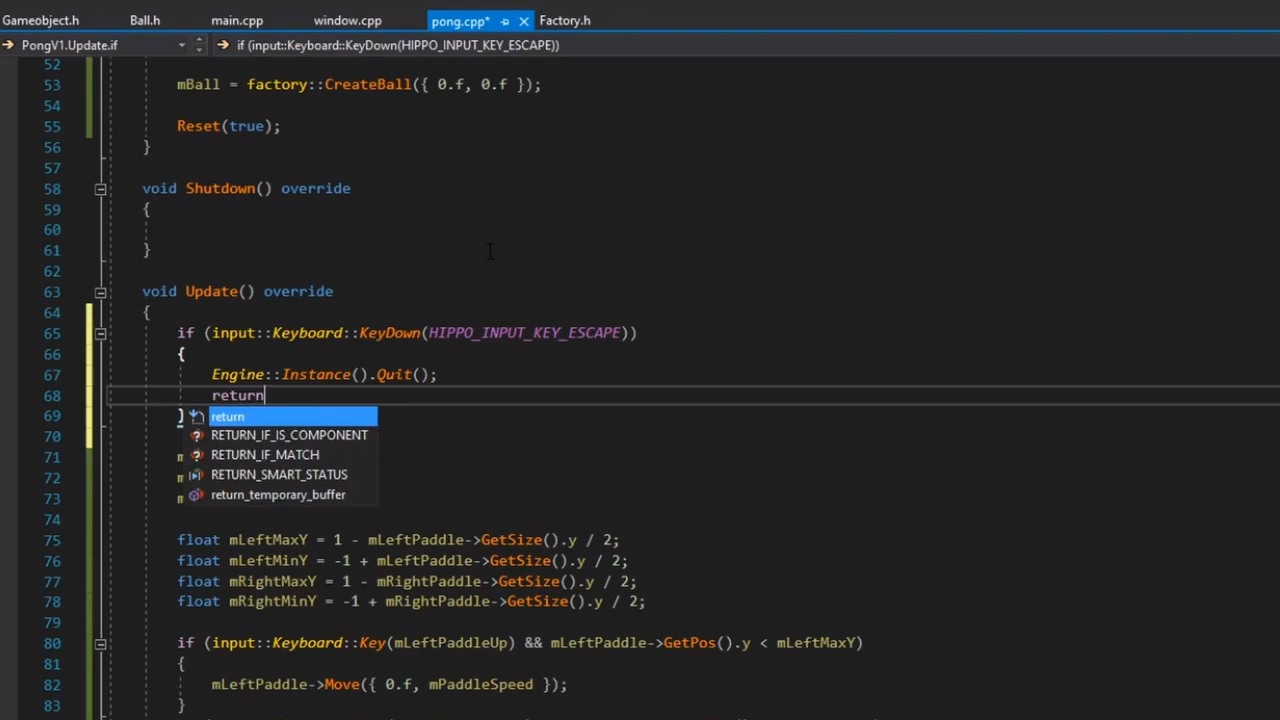 Gameobject.h Ball.h main.cpp window.cpp pong.cpp* Factory.h
PongV1.Update.if if (input::Keyboard::KeyDown(HIPPO_INPUT_KEY_ESCAPE))
52
53 mBall = factory::CreateBall({ 0.f, 0.f });
54
55 Reset(true);
56 }
57
58 void Shutdown() override
59 {
60
61 }
62
63 void Update() override
64 {
65 if (input::Keyboard::KeyDown(HIPPO_INPUT_KEY_ESCAPE))
66 {
67 Engine::Instance().Quit();
68 return
69 } return
70 RETURN_IF_IS_COMPONENT
71 RETURN_IF_MATCH
72 RETURN_SMART_STATUS
73 return_temporary_buffer
74
75 float mLeftMaxY = 1 - mLeftPaddle->GetSize().y / 2;
76 float mLeftMinY = -1 + mLeftPaddle->GetSize().y / 2;
77 float mRightMaxY = 1 - mRightPaddle->GetSize().y / 2;
78 float mRightMinY = -1 + mRightPaddle->GetSize().y / 2;
79
80 if (input::Keyboard::Key(mLeftPaddleUp) && mLeftPaddle->GetPos().y < mLeftMaxY)
81 {
82 mLeftPaddle->Move({ 0.f, mPaddleSpeed });
83 }